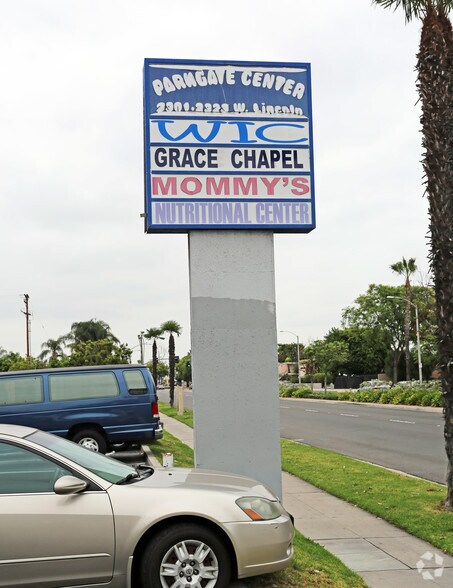 PARKGATE CENTER
2301-2323 W. Lincoln
WIC
GRACE CHAPEL
MOMMY'S
NUTRITIONAL CENTER